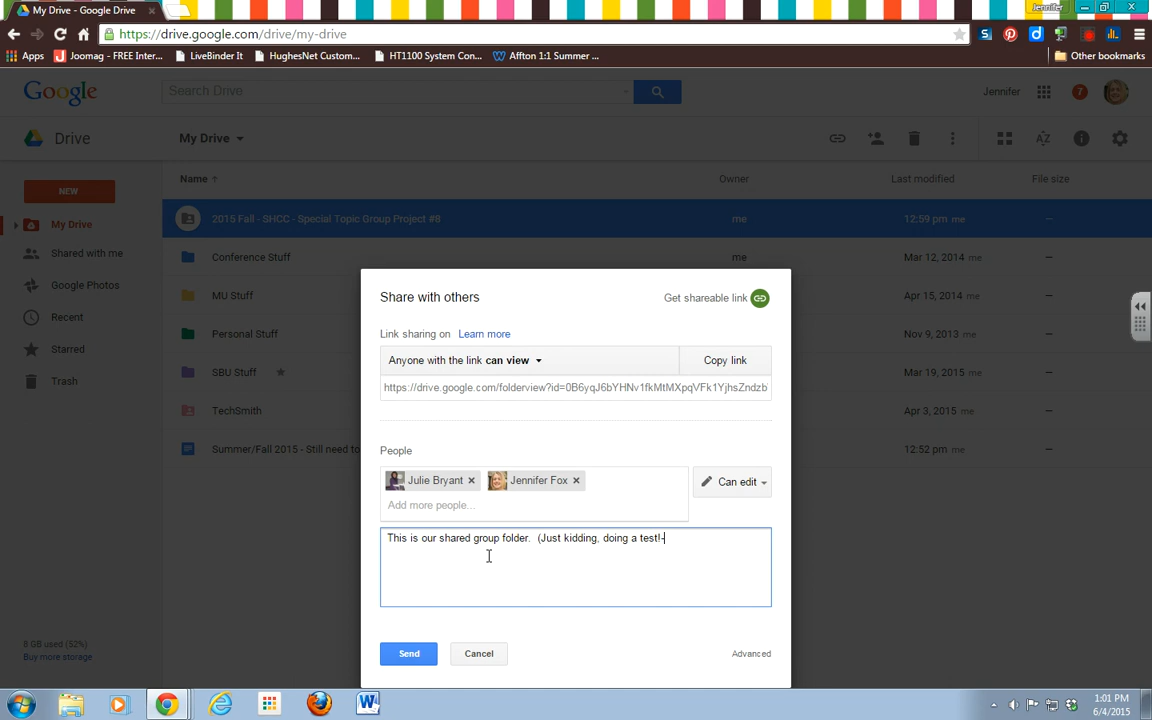 My Drive - Google Drive
Jennifer
https://drive.google.com/drive/my-drive
Apps
Joomag - FREE Inter...
LiveBinder It
HughesNet Custom...
HT1100 System Con...
Affton 1:1 Summer ...
Other bookmarks
Google
Search Drive
Jennifer
7
Drive
My Drive
Name
Owner
Last modified
File size
NEW
My Drive
Shared with me
Google Photos
Recent
Starred
Trash
2015 Fall - SHCC - Special Topic Group Project #8
me
12:59 pm me
—
Conference Stuff
me
Mar 12, 2014 me
—
MU Stuff
Apr 15, 2014 me
—
Personal Stuff
Nov 9, 2013 me
—
SBU Stuff
Mar 19, 2015 me
—
TechSmith
Apr 3, 2015 me
—
Summer/Fall 2015 - Still need to
12:52 pm me
—
Share with others
Get shareable link
Link sharing on Learn more
Anyone with the link can view
Copy link
https://drive.google.com/folderview?id=0B6yqJ6bYHNv1fkMtMXpqVFk1YjhsZndzb
People
Julie Bryant
Jennifer Fox
Can edit
Add more people...
This is our shared group folder.  (Just kidding, doing a test!-
Send
Cancel
Advanced
8 GB used (52%)
Buy more storage
1:01 PM
6/4/2015